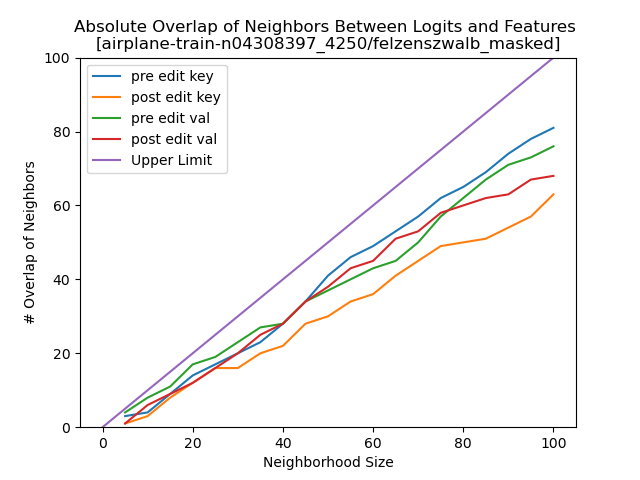 Absolute Overlap of Neighbors Between Logits and Features
[airplane-train-n04308397_4250/felzenszwalb_masked]
100
80
60
40
20
0
# Overlap of Neighbors
pre edit key
post edit key
pre edit val
post edit val
Upper Limit
0 20 40 60 80 100
Neighborhood Size